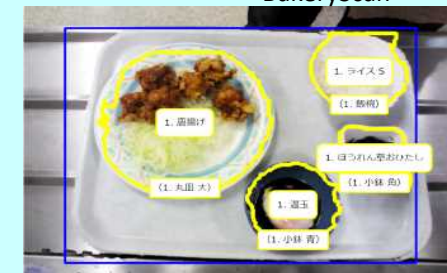 BakeryScan
1. ライス S
(1. 飯椀)
1. 唐揚げ
1. ほうれん草おひたし
(1. 丸皿 大)
(1. 小鉢 角)
1. 温玉
(1. 小鉢 青)